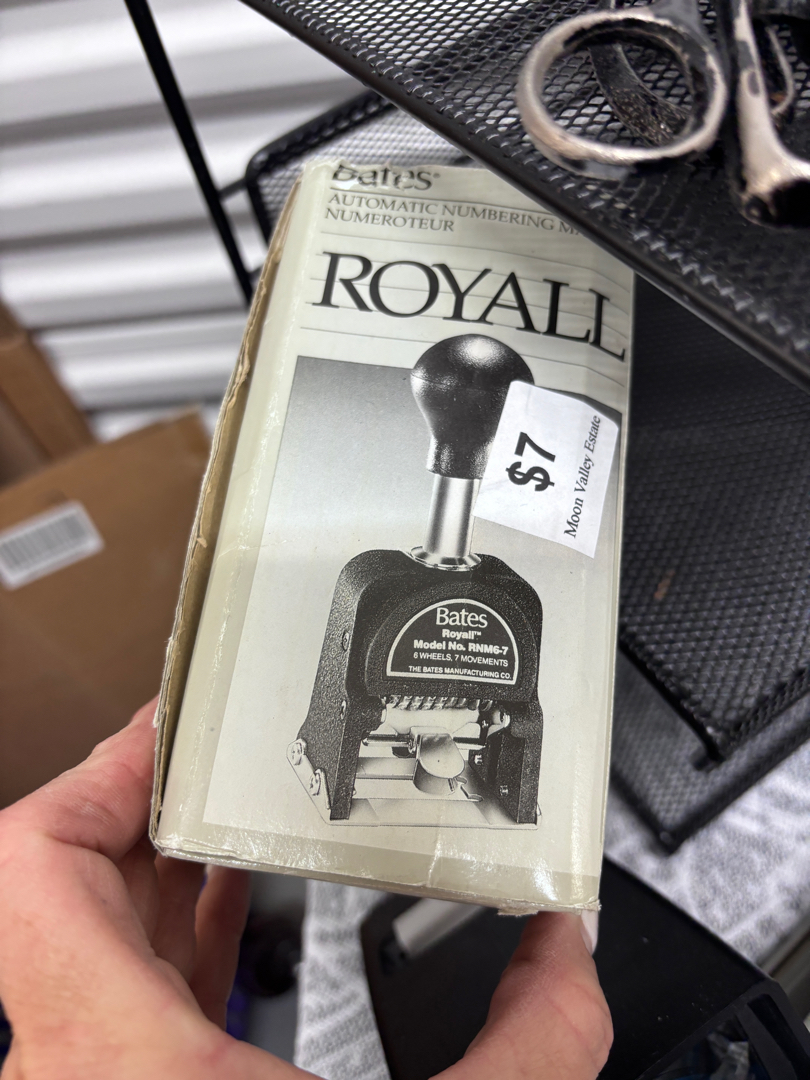 Bates®
AUTOMATIC NUMBERING
NUMEROTEUR
ROYALL
$7
Moon Valley Estate
Bates
Royall™
Model No. RNM6-7
6 WHEELS, 7 MOVEMENTS
THE BATES MANUFACTURING CO.